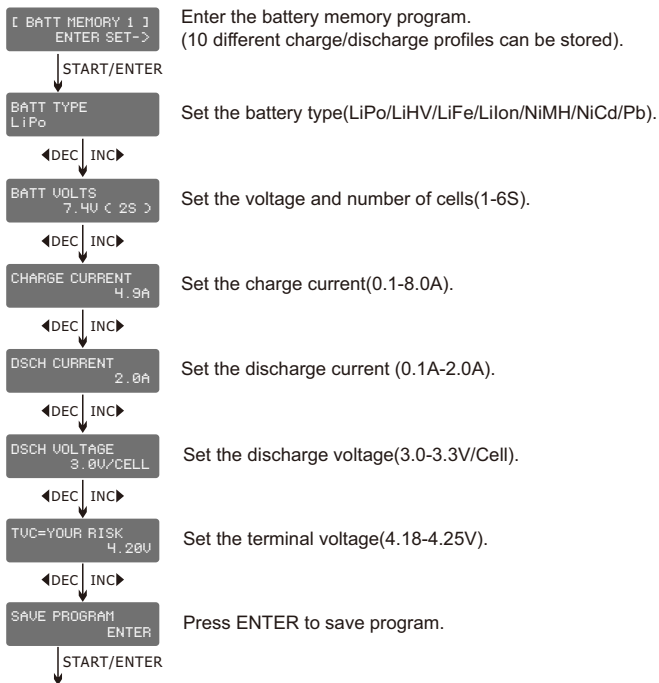 [ BATT MEMORY 1 ]
ENTER SET->
Enter the battery memory program.
(10 different charge/discharge profiles can be stored).
START/ENTER
BATT TYPE
LiPo
Set the battery type(LiPo/LiHV/LiFe/LiIon/NiMH/NiCd/Pb).
◀DEC INC▶
BATT VOLTS
7.4V ( 2S )
Set the voltage and number of cells(1-6S).
◀DEC INC▶
CHARGE CURRENT
4.9A
Set the charge current(0.1-8.0A).
◀DEC INC▶
DSCH CURRENT
2.0A
Set the discharge current (0.1A-2.0A).
◀DEC INC▶
DSCH VOLTAGE
3.0V/CELL
Set the discharge voltage(3.0-3.3V/Cell).
◀DEC INC▶
TVC=YOUR RISK
4.20V
Set the terminal voltage(4.18-4.25V).
◀DEC INC▶
SAVE PROGRAM
ENTER
Press ENTER to save program.
START/ENTER